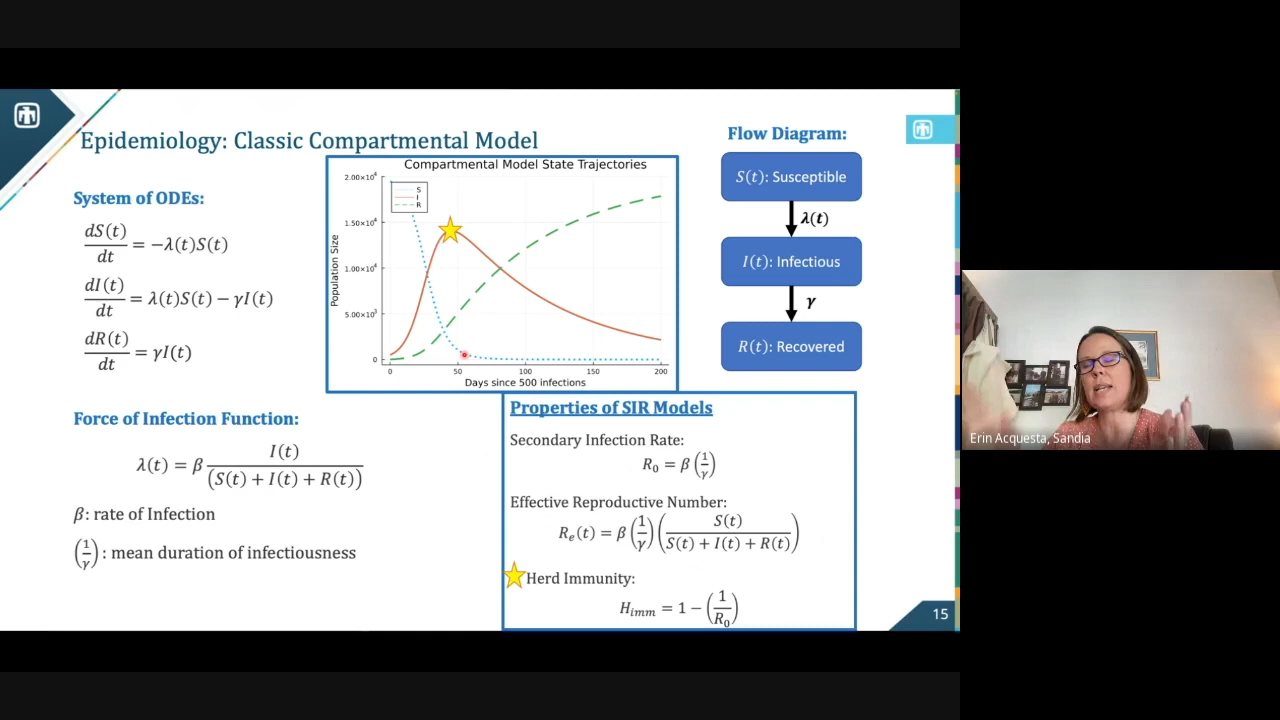 Epidemiology: Classic Compartmental Model
System of ODEs:
dS(t)/dt = −λ(t)S(t)
dI(t)/dt = λ(t)S(t) − γI(t)
dR(t)/dt = γI(t)
Force of Infection Function:
λ(t) = β I(t)/(S(t) + I(t) + R(t))
β: rate of Infection
(1/γ): mean duration of infectiousness
Compartmental Model State Trajectories
Population Size
2.00×10⁴
1.50×10⁴
1.00×10⁴
5.00×10³
0
S
I
R
0 50 100 150 200
Days since 500 infections
Flow Diagram:
S(t): Susceptible
λ(t)
I(t): Infectious
γ
R(t): Recovered
Properties of SIR Models
Secondary Infection Rate:
R₀ = β(1/γ)
Effective Reproductive Number:
Rₑ(t) = β(1/γ)(S(t)/(S(t) + I(t) + R(t)))
Herd Immunity:
Hᵢₘₘ = 1 − (1/R₀)
15
Erin Acquesta, Sandia